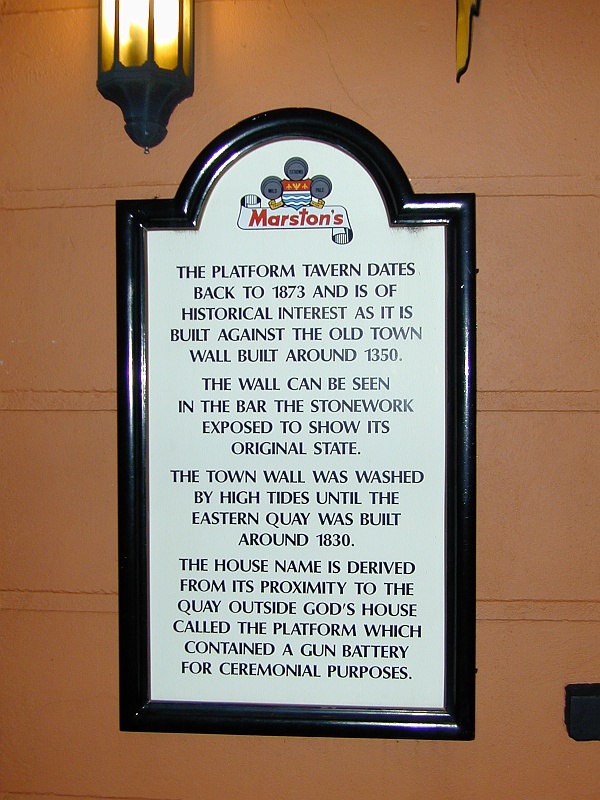 Marston's
THE PLATFORM TAVERN DATES
BACK TO 1873 AND IS OF
HISTORICAL INTEREST AS IT IS
BUILT AGAINST THE OLD TOWN
WALL BUILT AROUND 1350.
THE WALL CAN BE SEEN
IN THE BAR THE STONEWORK
EXPOSED TO SHOW ITS
ORIGINAL STATE.
THE TOWN WALL WAS WASHED
BY HIGH TIDES UNTIL THE
EASTERN QUAY WAS BUILT
AROUND 1830.
THE HOUSE NAME IS DERIVED
FROM ITS PROXIMITY TO THE
QUAY OUTSIDE GOD'S HOUSE
CALLED THE PLATFORM WHICH
CONTAINED A GUN BATTERY
FOR CEREMONIAL PURPOSES.